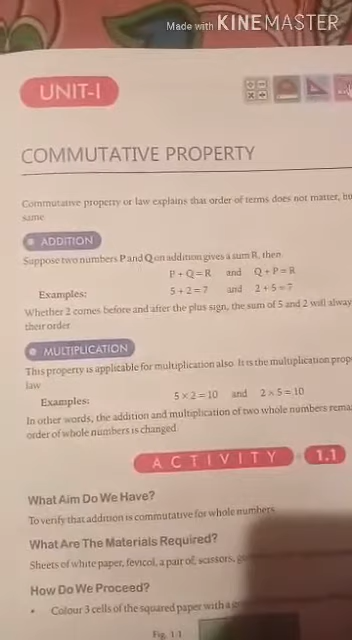 Made with KINEMASTER
UNIT-I
COMMUTATIVE PROPERTY
Commutative property or law explains that order of terms does not matter, bu
same
ADDITION
Suppose two numbers P and Q on addition gives a sum R, then
P + Q = R and Q + P = R
Examples: 5 + 2 = 7 and 2 + 5 = 7
Whether 2 comes before and after the plus sign, the sum of 5 and 2 will alway
their order
MULTIPLICATION
This property is applicable for multiplication also. It is the multiplication prop
law
Examples: 5 × 2 = 10 and 2 × 5 = 10
In other words, the addition and multiplication of two whole numbers rema
order of whole numbers is changed
ACTIVITY 1.1
What Aim Do We Have?
To verify that addition is commutative for whole numbers
What Are The Materials Required?
Sheets of white paper, fevicol, a pair of, scissors,
How Do We Proceed?
• Colour 3 cells of the squared paper with a
Fig. 1.1